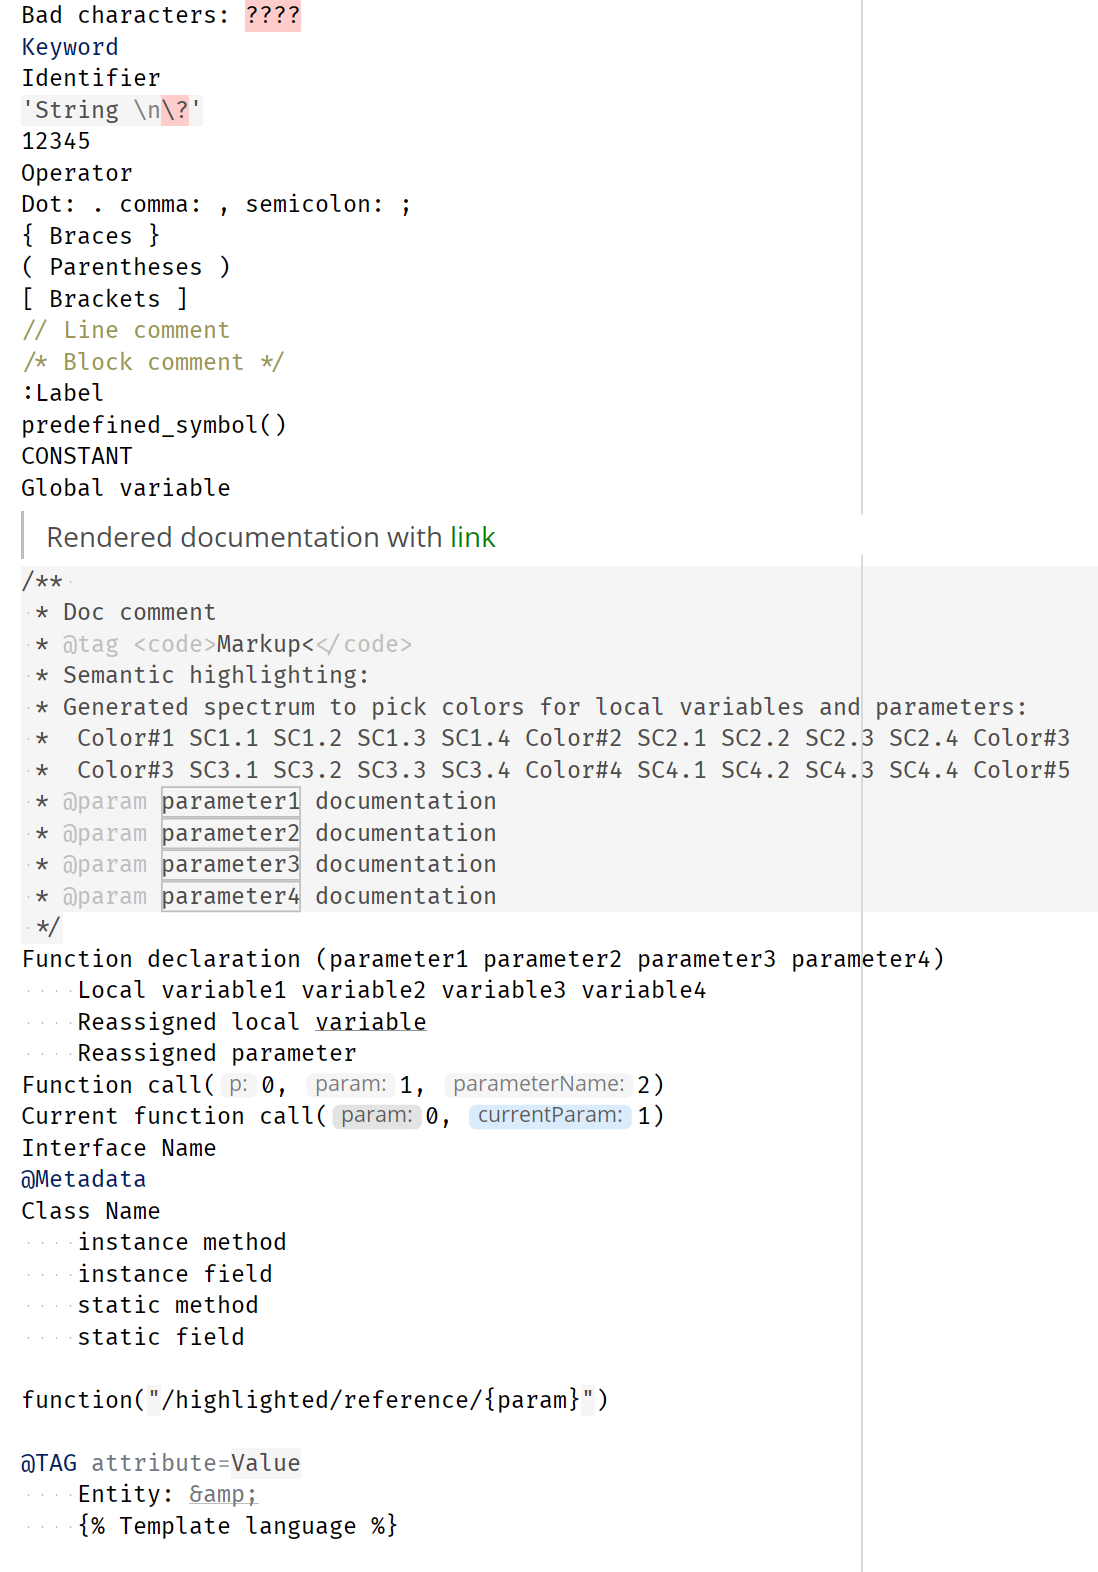 Bad characters: ????
Keyword
Identifier
'String \n\?'
12345
Operator
Dot: . comma: , semicolon: ;
{ Braces }
( Parentheses )
[ Brackets ]
// Line comment
/* Block comment */
:Label
predefined_symbol()
CONSTANT
Global variable
Rendered documentation with link
/**
 * Doc comment
 * @tag <code>Markup<</code>
 * Semantic highlighting:
 * Generated spectrum to pick colors for local variables and parameters:
 *  Color#1 SC1.1 SC1.2 SC1.3 SC1.4 Color#2 SC2.1 SC2.2 SC2.3 SC2.4 Color#3
 *  Color#3 SC3.1 SC3.2 SC3.3 SC3.4 Color#4 SC4.1 SC4.2 SC4.3 SC4.4 Color#5
 * @param parameter1 documentation
 * @param parameter2 documentation
 * @param parameter3 documentation
 * @param parameter4 documentation
 */
Function declaration (parameter1 parameter2 parameter3 parameter4)
    Local variable1 variable2 variable3 variable4
    Reassigned local variable
    Reassigned parameter
Function call( p: 0, param: 1, parameterName: 2)
Current function call( param: 0, currentParam: 1)
Interface Name
@Metadata
Class Name
    instance method
    instance field
    static method
    static field
function("/highlighted/reference/{param}")
@TAG attribute=Value
    Entity: &amp;
    {% Template language %}